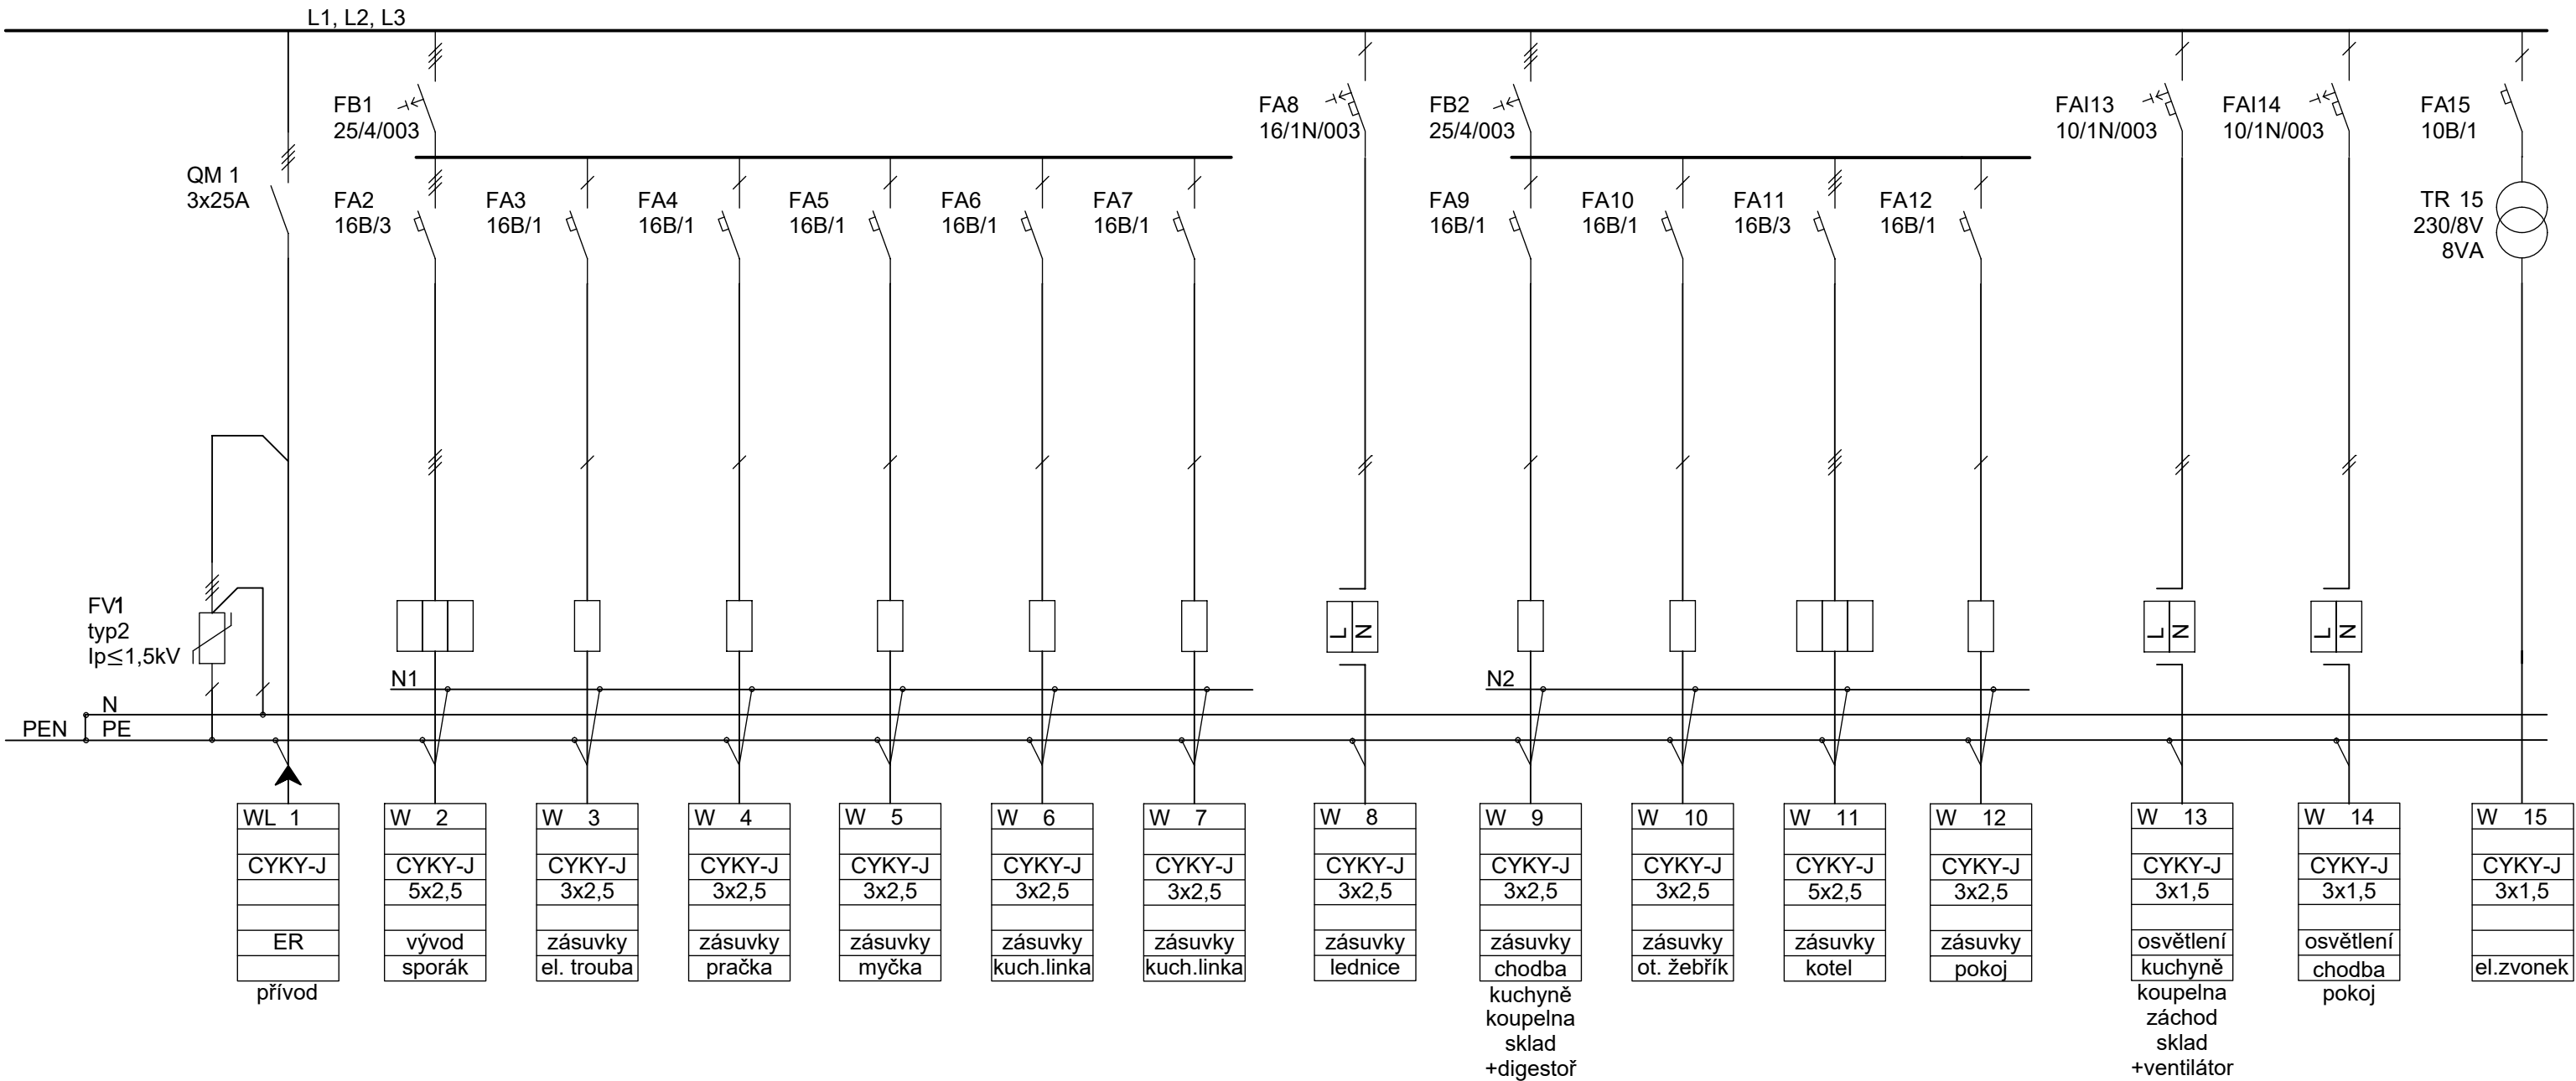 L1, L2, L3
QM 1
3x25A
FB1
25/4/003
FA2
16B/3
FA3
16B/1
FA4
16B/1
FA5
16B/1
FA6
16B/1
FA7
16B/1
FA8
16/1N/003
FB2
25/4/003
FA9
16B/1
FA10
16B/1
FA11
16B/3
FA12
16B/1
FAI13
10/1N/003
FAI14
10/1N/003
FA15
10B/1
TR 15
230/8V
8VA
FV1
typ2
Ip≤1,5kV
L N
L N
L N
N1
N2
N
PEN
PE
WL 1
CYKY-J
ER
přívod
W 2
CYKY-J
5x2,5
vývod
sporák
W 3
CYKY-J
3x2,5
zásuvky
el. trouba
W 4
CYKY-J
3x2,5
zásuvky
pračka
W 5
CYKY-J
3x2,5
zásuvky
myčka
W 6
CYKY-J
3x2,5
zásuvky
kuch.linka
W 7
CYKY-J
3x2,5
zásuvky
kuch.linka
W 8
CYKY-J
3x2,5
zásuvky
lednice
W 9
CYKY-J
3x2,5
zásuvky
chodba
kuchyně
koupelna
sklad
+digestoř
W 10
CYKY-J
3x2,5
zásuvky
ot. žebřík
W 11
CYKY-J
5x2,5
zásuvky
kotel
W 12
CYKY-J
3x2,5
zásuvky
pokoj
W 13
CYKY-J
3x1,5
osvětlení
kuchyně
koupelna
záchod
sklad
+ventilátor
W 14
CYKY-J
3x1,5
osvětlení
chodba
pokoj
W 15
CYKY-J
3x1,5
el.zvonek